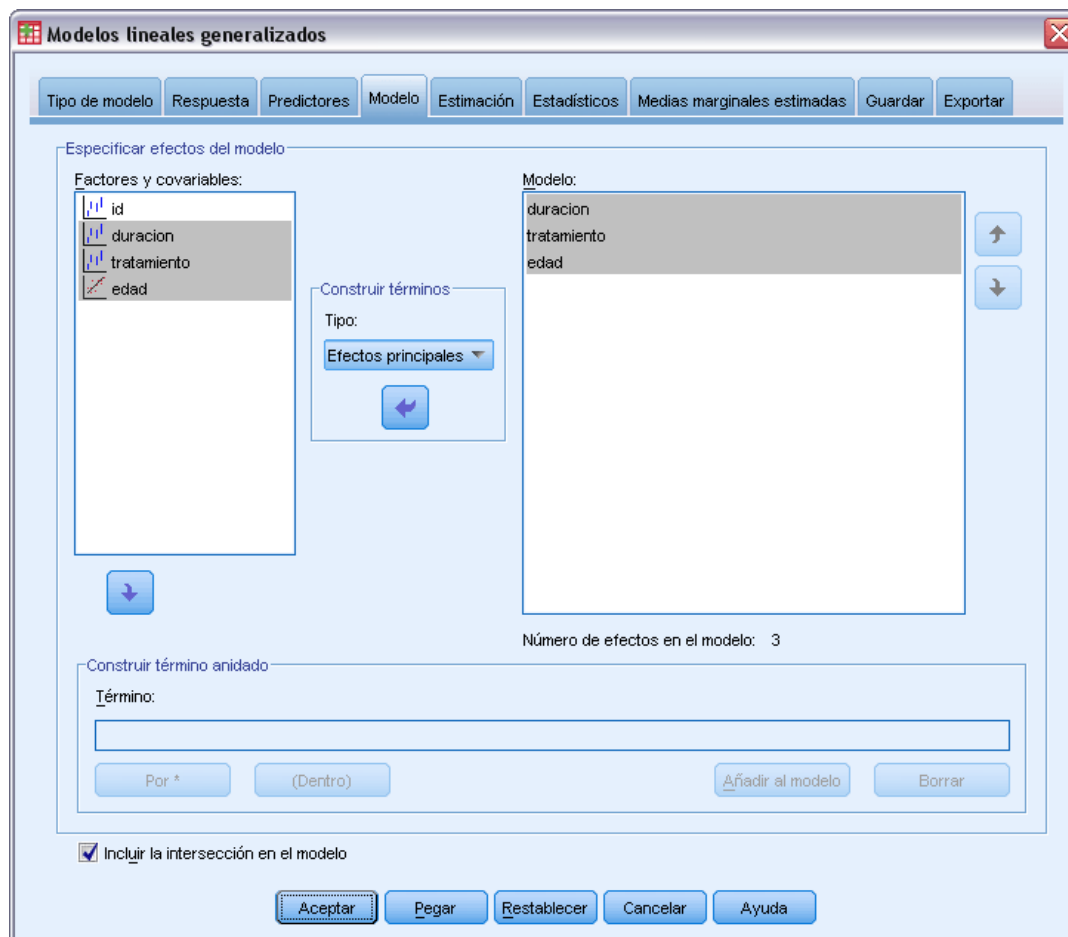 Modelos lineales generalizados
Tipo de modelo
Respuesta
Predictores
Modelo
Estimación
Estadísticos
Medias marginales estimadas
Guardar
Exportar
Especificar efectos del modelo
Factores y covariables:
id
duracion
tratamiento
edad
Construir términos
Tipo:
Efectos principales
Modelo:
duracion
tratamiento
edad
Número de efectos en el modelo: 3
Construir término anidado
Término:
Por *
(Dentro)
Añadir al modelo
Borrar
Incluir la intersección en el modelo
Aceptar
Pegar
Restablecer
Cancelar
Ayuda